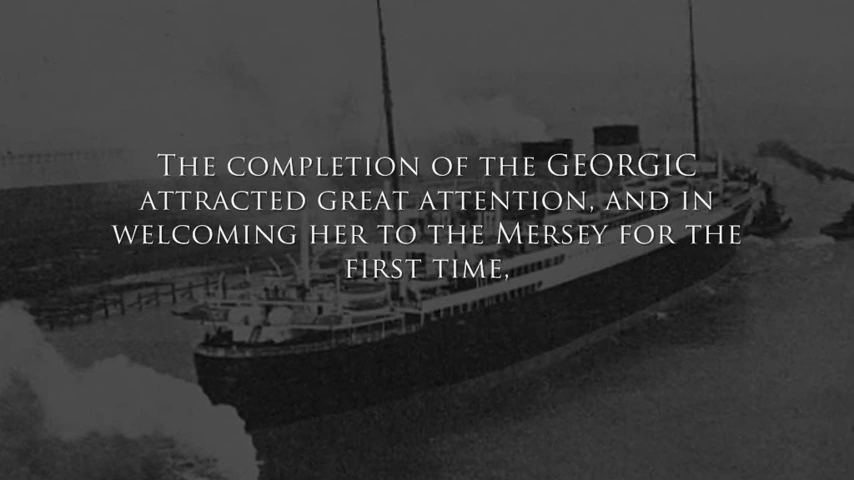 The completion of the GEORGIC
attracted great attention, and in
welcoming her to the Mersey for the
first time,